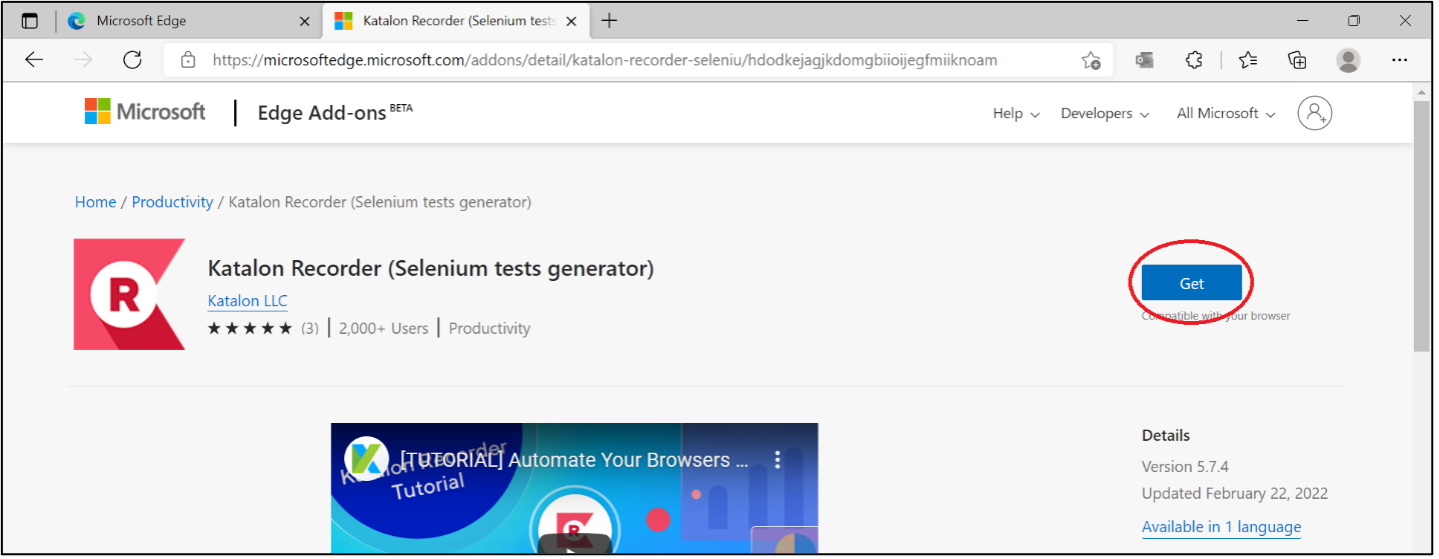 Microsoft Edge
Katalon Recorder (Selenium tests
https://microsoftedge.microsoft.com/addons/detail/katalon-recorder-seleniu/hdodkejagjkdomgbiioijegfmiiknoam
Microsoft | Edge Add-ons BETA
Help Developers All Microsoft
Home / Productivity / Katalon Recorder (Selenium tests generator)
R
Katalon Recorder (Selenium tests generator)
Get
Katalon LLC
(3) | 2,000+ Users | Productivity
Compatible with your browser
[TUTORIAL] Automate Your Browsers ...
Katalon Recorder
Tutorial
R
Details
Version 5.7.4
Updated February 22, 2022
Available in 1 language